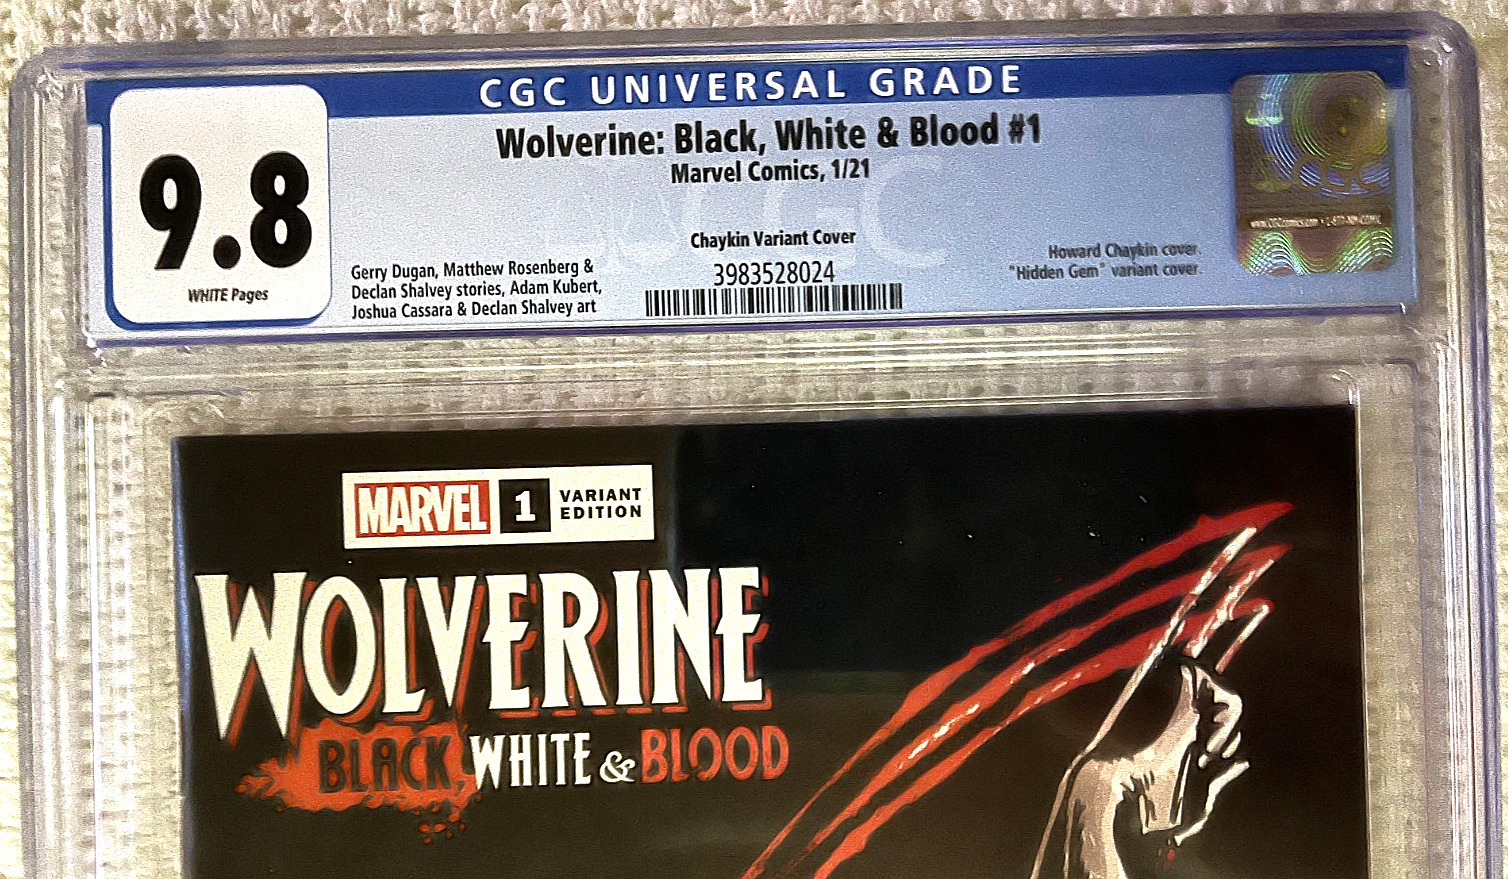 CGC UNIVERSAL GRADE
9.8
WHITE Pages
Wolverine: Black, White & Blood #1
Marvel Comics, 1/21
Chaykin Variant Cover
3983528024
Gerry Dugan, Matthew Rosenberg &
Declan Shalvey stories, Adam Kubert,
Joshua Cassara & Declan Shalvey art
Howard Chaykin cover.
"Hidden Gem" variant cover.
CGC
CGC
MARVEL
1
VARIANT
EDITION
WOLVERINE
BLACK, WHITE & BLOOD